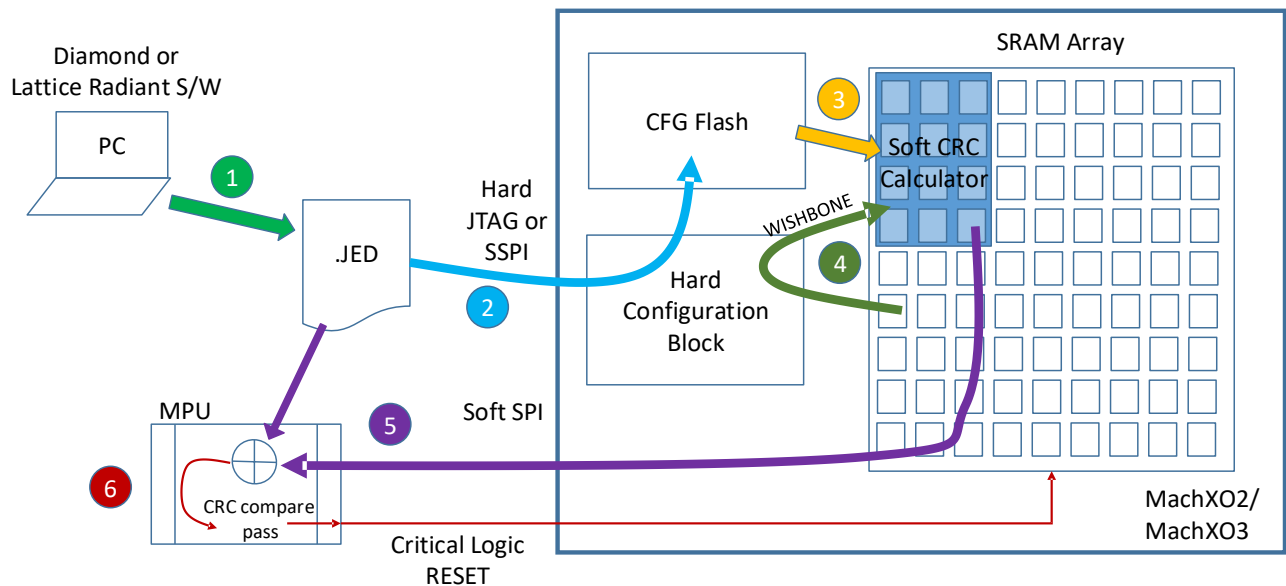 Diamond or
Lattice Radiant S/W
PC
1
.JED
Hard
JTAG or
SSPI
2
CFG Flash
3
SRAM Array
Soft CRC
Calculator
WISHBONE
4
Hard
Configuration
Block
MPU
5
Soft SPI
6
CRC compare
pass
Critical Logic
RESET
MachXO2/
MachXO3